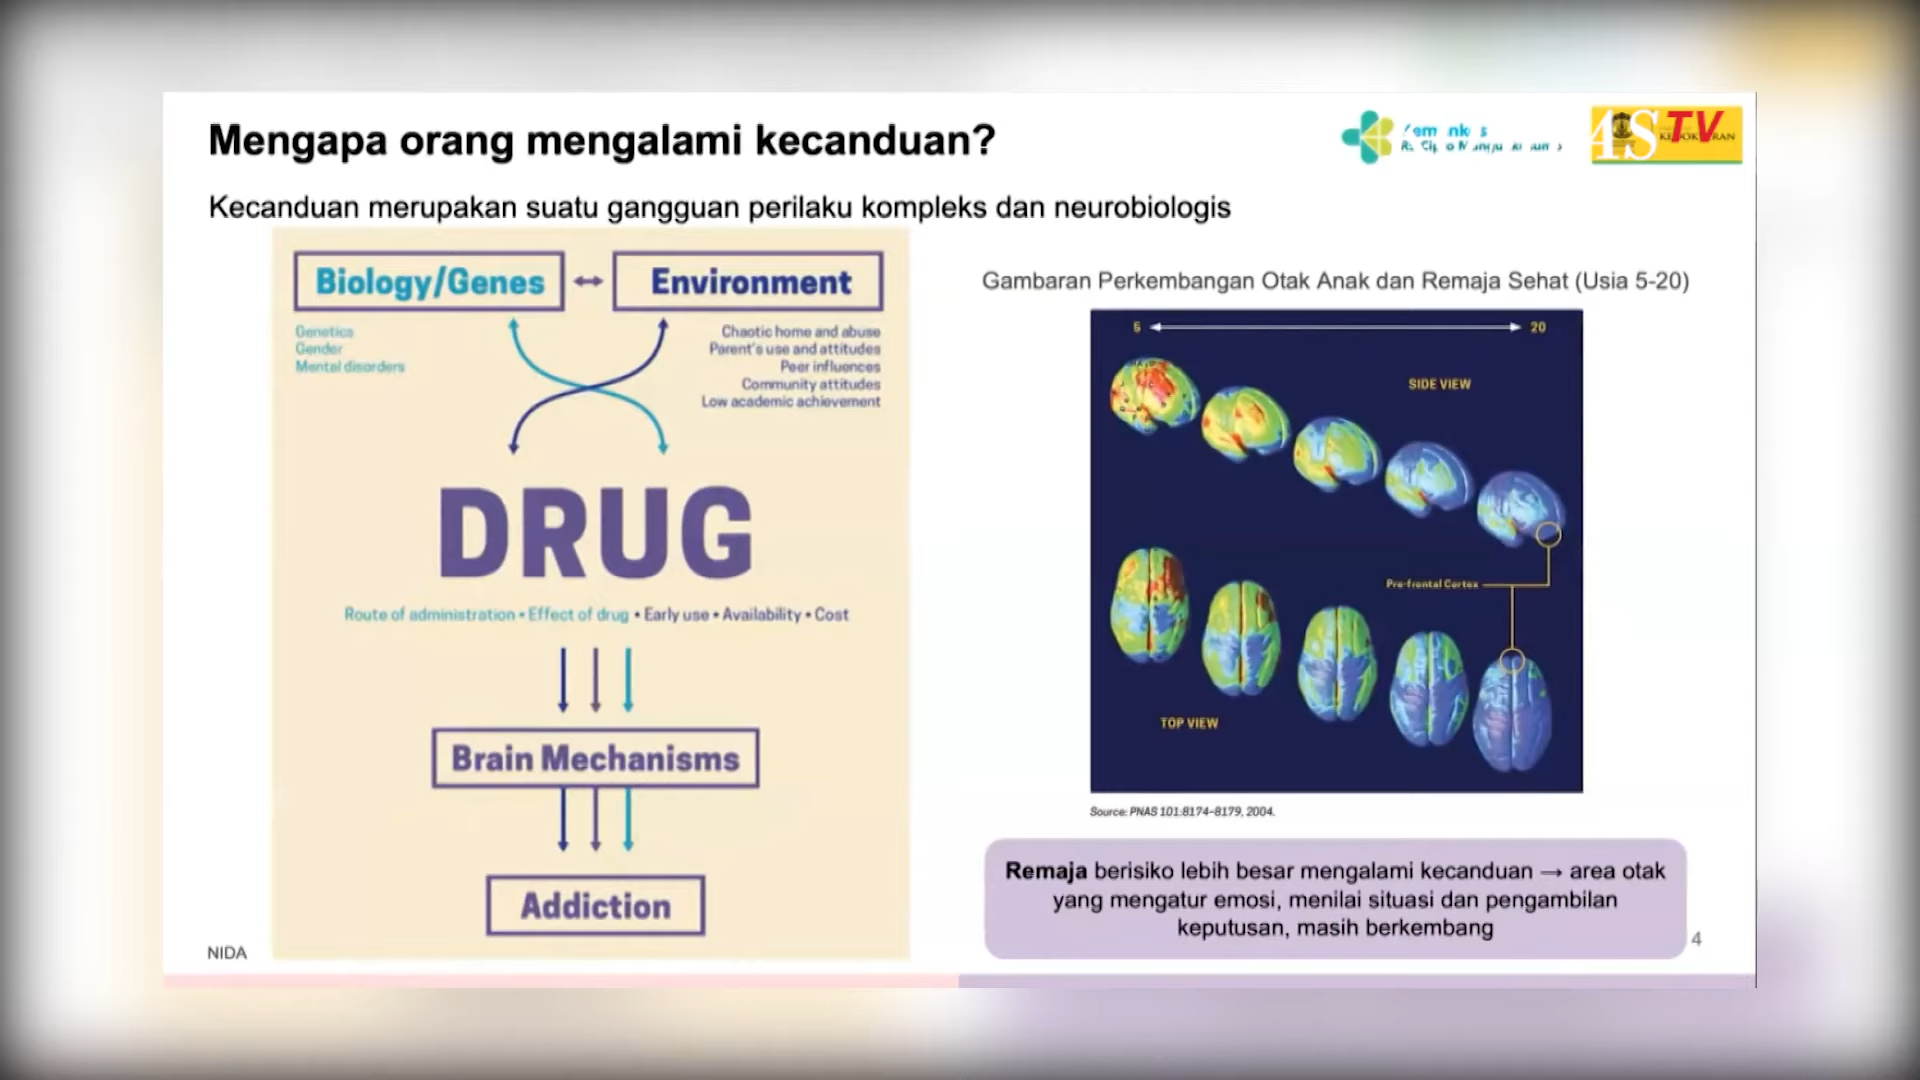 Mengapa orang mengalami kecanduan?
TV
Kecanduan merupakan suatu gangguan perilaku kompleks dan neurobiologis
Biology/Genes
Environment
Genetics
Gender
Mental disorders
Chaotic home and abuse
Parent's use and attitudes
Peer influences
Community attitudes
Low academic achievement
DRUG
Route of administration • Effect of drug • Early use • Availability • Cost
Brain Mechanisms
Addiction
NIDA
Gambaran Perkembangan Otak Anak dan Remaja Sehat (Usia 5-20)
5 20
SIDE VIEW
Pre-frontal Cortex
TOP VIEW
Source: PNAS 101:8174–8179, 2004.
Remaja berisiko lebih besar mengalami kecanduan → area otak
yang mengatur emosi, menilai situasi dan pengambilan
keputusan, masih berkembang
4